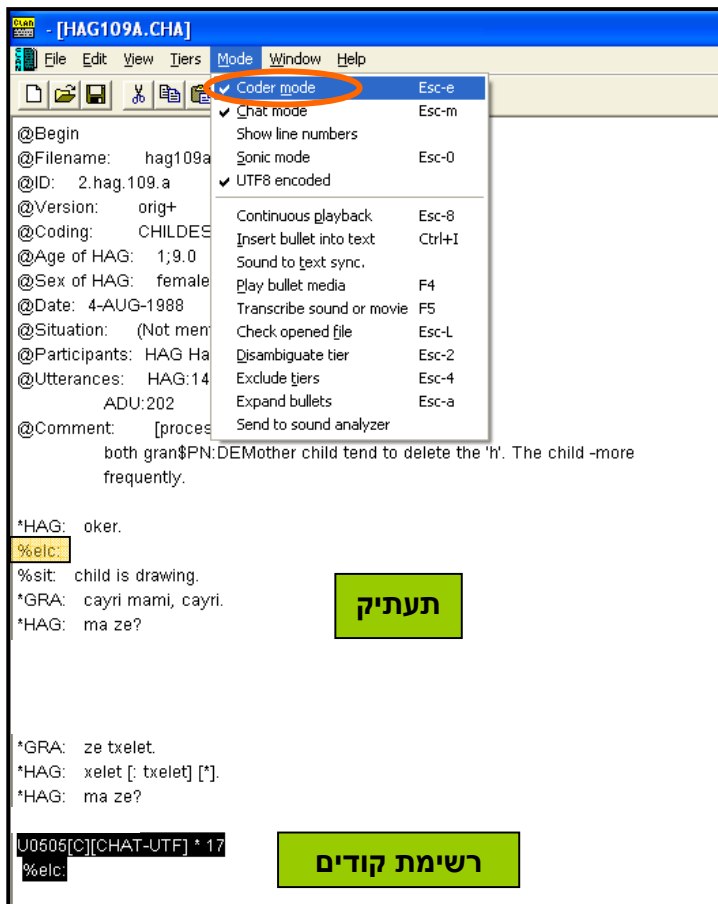 - [HAG109A.CHA]
File Edit View Tiers Mode Window Help
Coder mode Esc-e
Chat mode Esc-m
Show line numbers
Sonic mode Esc-0
UTF8 encoded
Continuous playback Esc-8
Insert bullet into text Ctrl+I
Sound to text sync.
Play bullet media F4
Transcribe sound or movie F5
Check opened file Esc-L
Disambiguate tier Esc-2
Exclude tiers Esc-4
Expand bullets Esc-a
Send to sound analyzer
@Begin
@Filename: hag109a
@ID: 2.hag.109.a
@Version: orig+
@Coding: CHILDES
@Age of HAG: 1;9.0
@Sex of HAG: female
@Date: 4-AUG-1988
@Situation: (Not men
@Participants: HAG Ha
@Utterances: HAG:14
ADU:202
@Comment: [proces
both gran$PN:DEMother child tend to delete the 'h'. The child -more
frequently.
*HAG: oker.
%elc:
%sit: child is drawing.
*GRA: cayri mami, cayri.
*HAG: ma ze?
תעתיק
*GRA: ze txelet.
*HAG: xelet [: txelet] [*].
*HAG: ma ze?
U0505[C][CHAT-UTF] * 17
%elc:
רשימת קודים